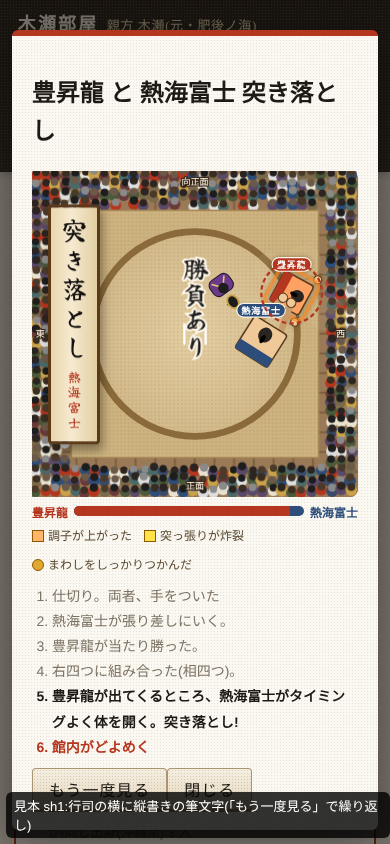 木瀬部屋 親方 木瀬(元・肥後ノ海)
豊昇龍 と 熱海富士 突き落と
し
向正面
突き落とし
熱海富士
勝負あり
豊昇龍
熱海富士
東
西
正面
豊昇龍
熱海富士
調子が上がった
突っ張りが炸裂
まわしをしっかりつかんだ
1. 仕切り。両者、手をついた
2. 熱海富士が張り差しにいく。
3. 豊昇龍が当たり勝った。
4. 右四つに組み合った(相四つ)。
5. 豊昇龍が出てくるところ、熱海富士がタイミン
グよく体を開く。突き落とし!
6. 館内がどよめく
もう一度見る
閉じる
見本 sh1:行司の横に縦書きの筆文字(「もう一度見る」で繰り返
し)